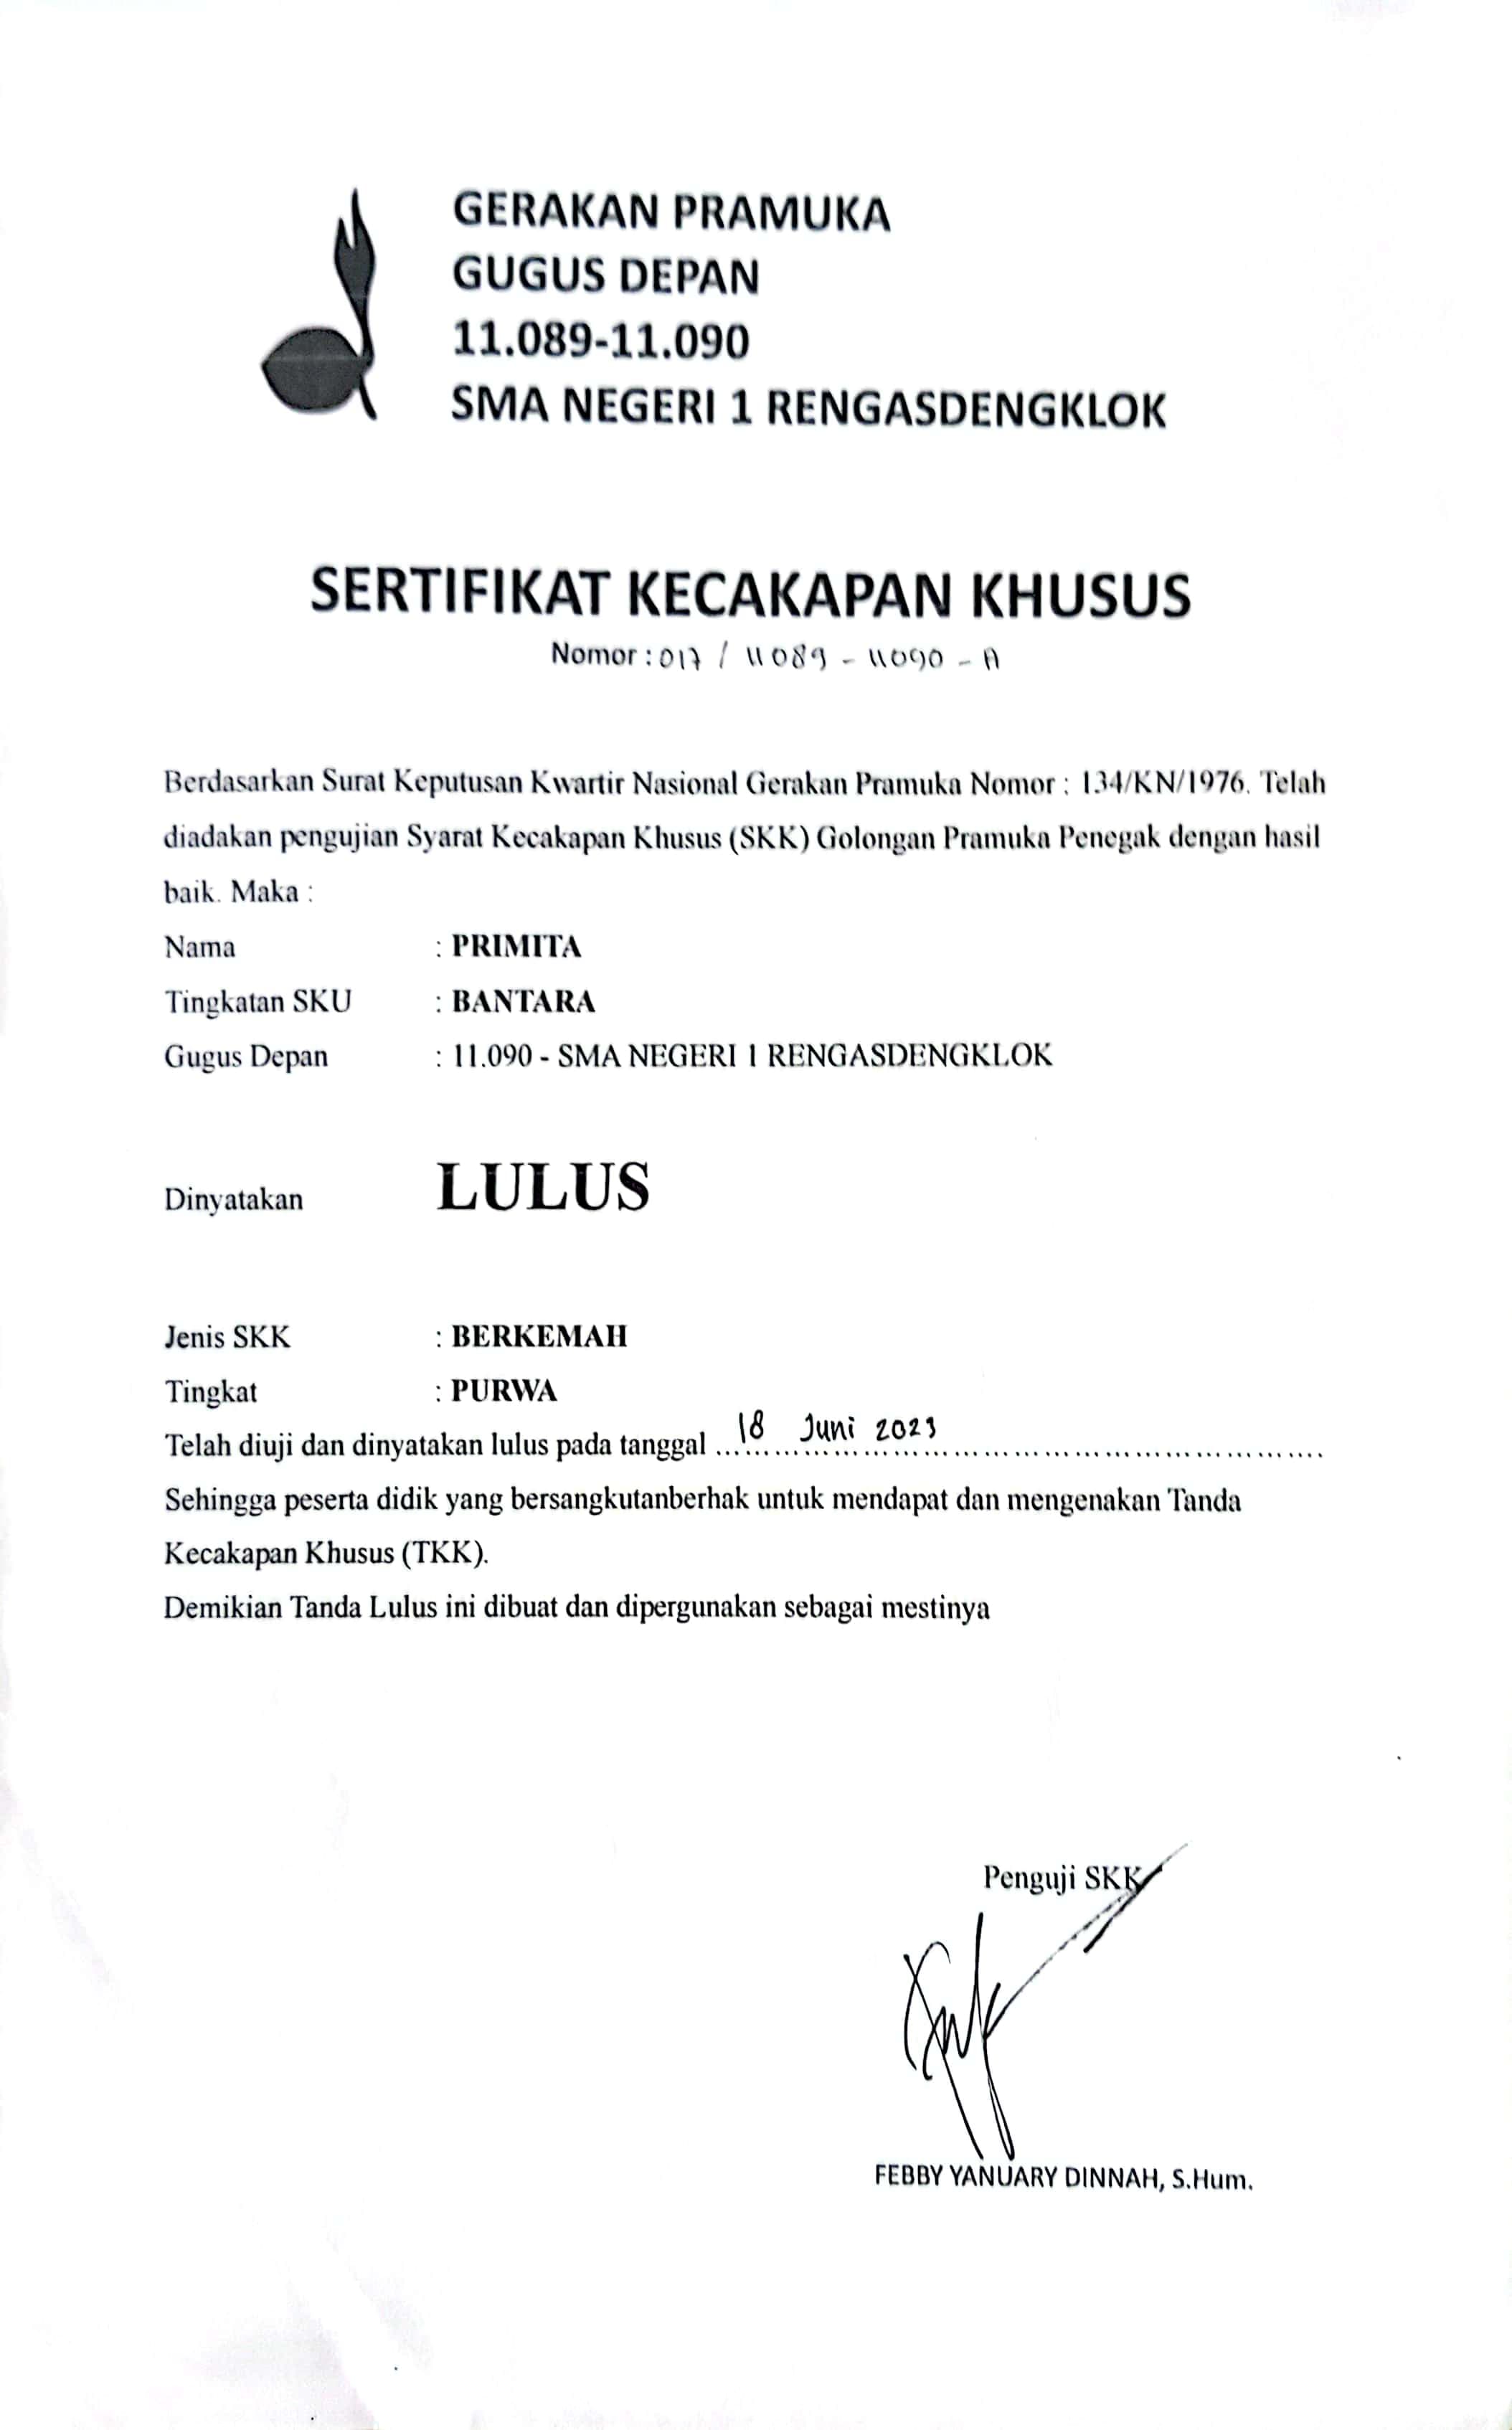 GERAKAN PRAMUKA
GUGUS DEPAN
11.089-11.090
SMA NEGERI 1 RENGASDENGKLOK
SERTIFIKAT KECAKAPAN KHUSUS
Nomor : 017 / 11089 - 11090 - A
Berdasarkan Surat Keputusan Kwartir Nasional Gerakan Pramuka Nomor : 134/KN/1976. Telah
diadakan pengujian Syarat Kecakapan Khusus (SKK) Golongan Pramuka Penegak dengan hasil
baik. Maka :
Nama : PRIMITA
Tingkatan SKU : BANTARA
Gugus Depan : 11.090 - SMA NEGERI 1 RENGASDENGKLOK
Dinyatakan LULUS
Jenis SKK : BERKEMAH
Tingkat : PURWA
Telah diuji dan dinyatakan lulus pada tanggal 18 Juni 2023
Sehingga peserta didik yang bersangkutanberhak untuk mendapat dan mengenakan Tanda
Kecakapan Khusus (TKK).
Demikian Tanda Lulus ini dibuat dan dipergunakan sebagai mestinya
Penguji SKK
FEBBY YANUARY DINNAH, S.Hum.